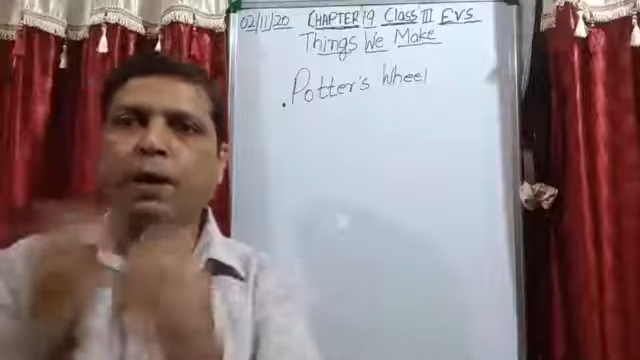 02/11/20 CHAPTER 19 Class III EVS
Things We Make
.Potter's Wheel